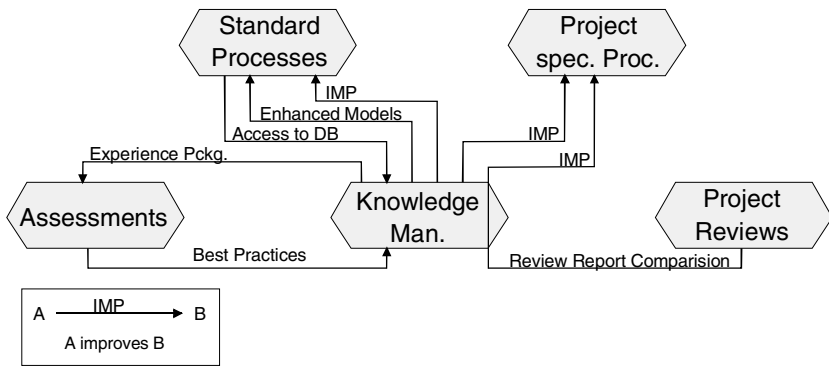 Standard
Processes
Project
spec. Proc.
IMP
Enhanced Models
Access to DB
IMP
IMP
Experience Pckg.
Assessments
Knowledge
Man.
Project
Reviews
Best Practices
Review Report Comparision
A IMP B
A improves B